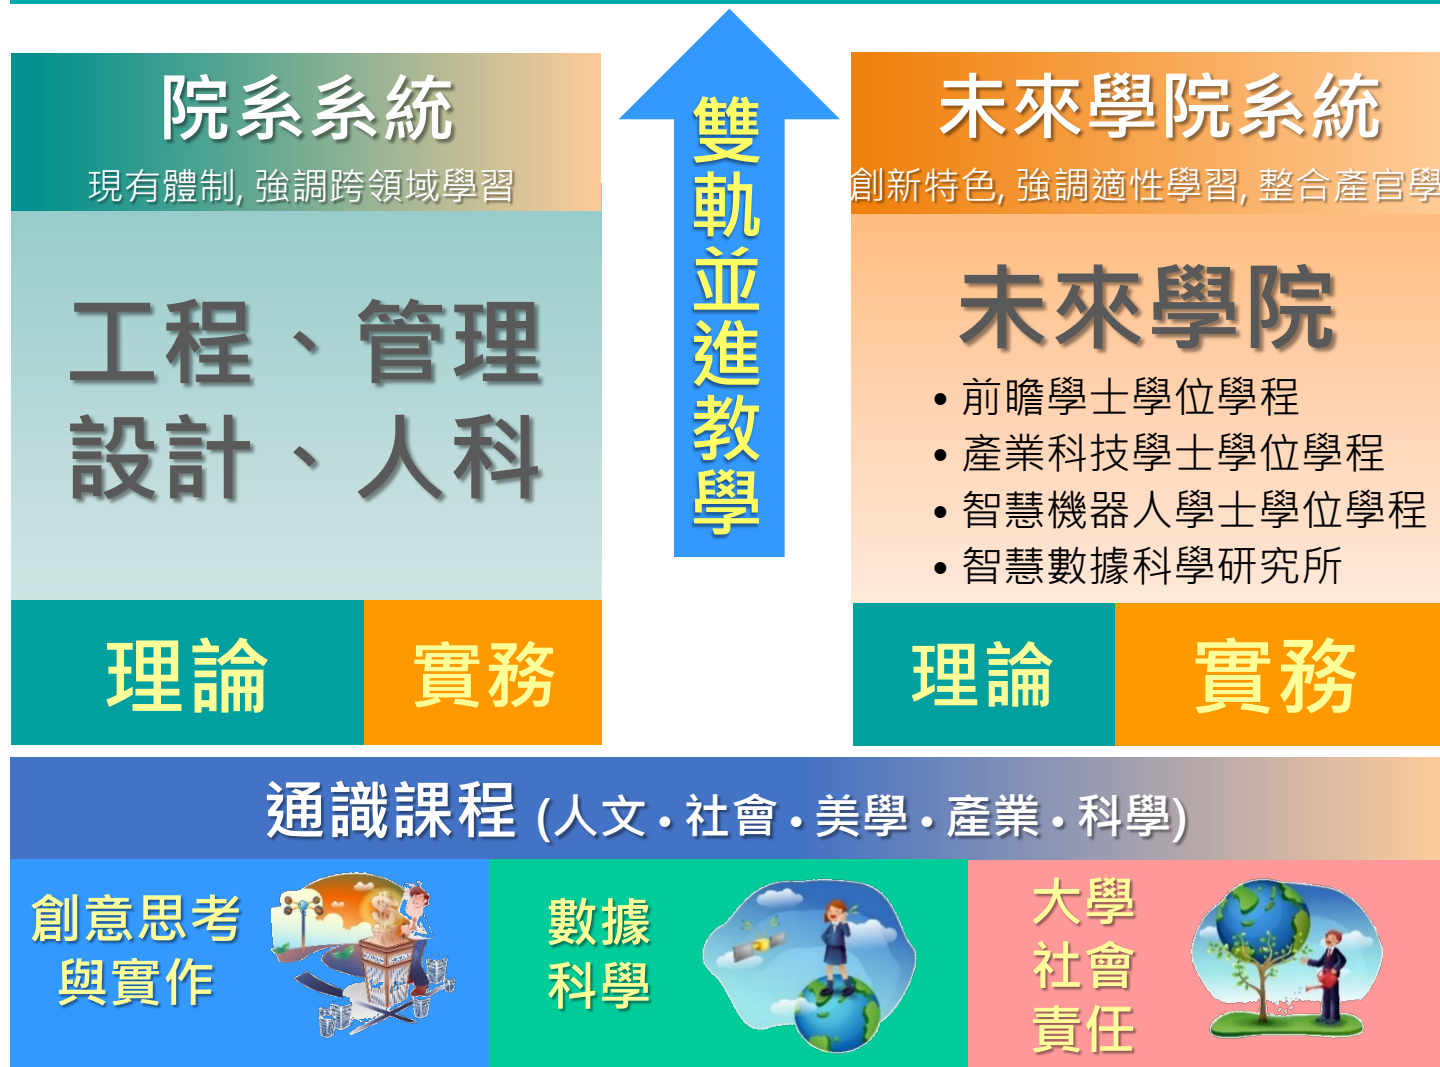 院系系統
現有體制, 強調跨領域學習
工程、管理
設計、人科
理論
實務
雙軌並進教學
未來學院系統
創新特色, 強調適性學習, 整合產官學
未來學院
• 前瞻學士學位學程
• 產業科技學士學位學程
• 智慧機器人學士學位學程
• 智慧數據科學研究所
理論
實務
通識課程 (人文 • 社會 • 美學 • 產業 • 科學)
創意思考
與實作
數據
科學
大學
社會
責任